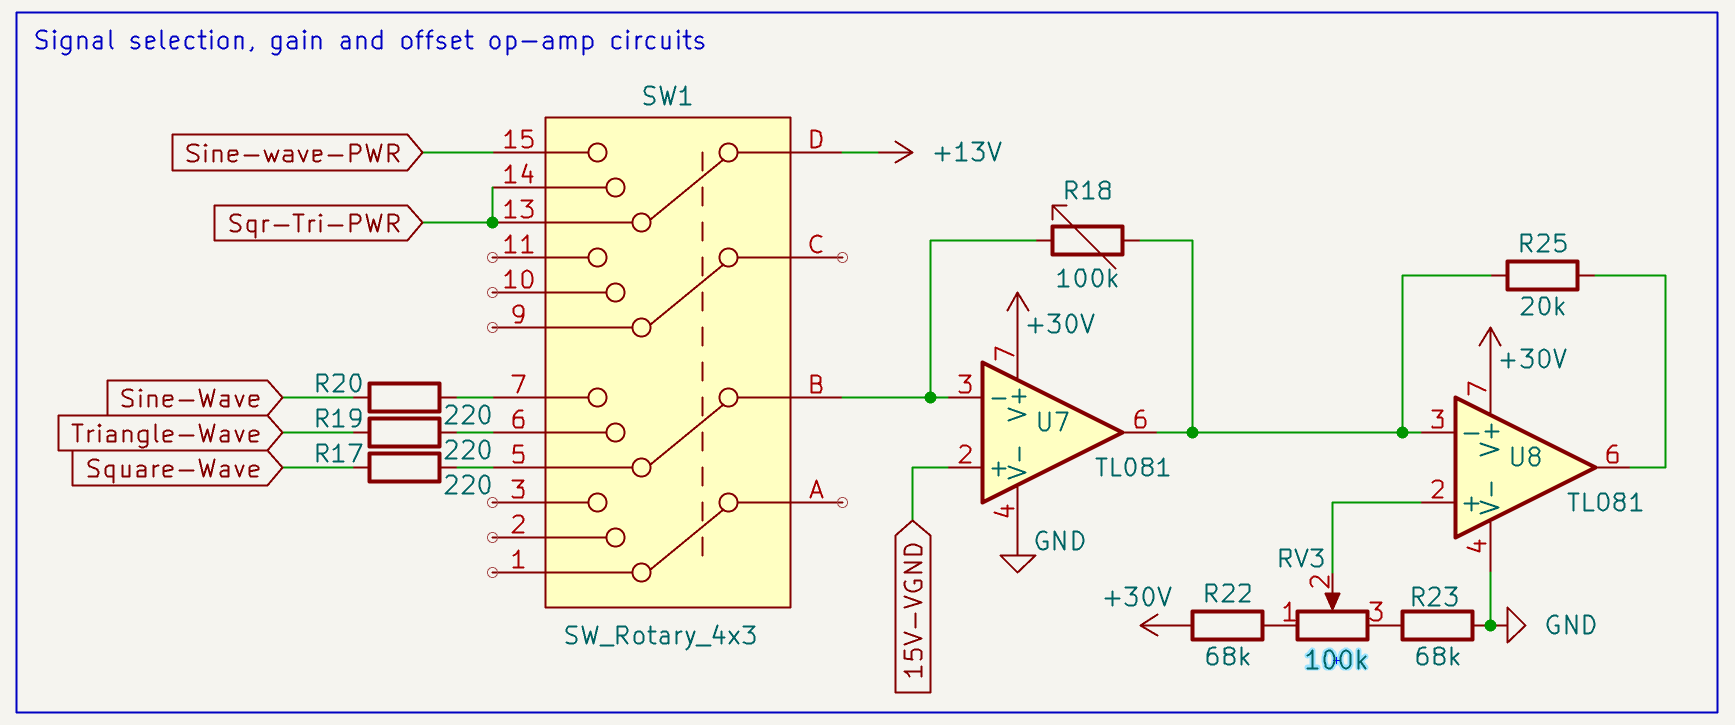 Signal selection, gain and offset op-amp circuits
SW1
Sine-wave-PWR
15
D
+13V
14
Sqr-Tri-PWR
13
11
C
10
9
R18
100k
R25
20k
+30V
7
+30V
7
Sine-Wave
R20
220
7
B
3
-
V+
U7
6
Triangle-Wave
R19
220
6
3
-
V+
U8
6
Square-Wave
R17
220
5
2
+
V-
TL081
3
A
2
+
V-
TL081
2
4
GND
1
4
15V-VGND
RV3
2
+30V
R22
68k
1
3
100k
R23
68k
GND
SW_Rotary_4x3